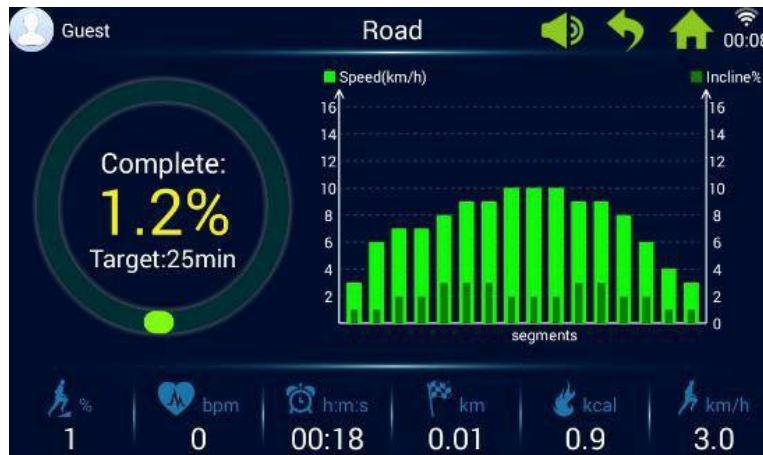 Guest
Road
00:08
Speed(km/h)
Incline%
16
14
12
10
8
6
4
2
16
14
12
10
8
6
4
2
0
segments
Complete:
1.2%
Target:25min
%
bpm
h:m:s
km
kcal
km/h
1
0
00:18
0.01
0.9
3.0